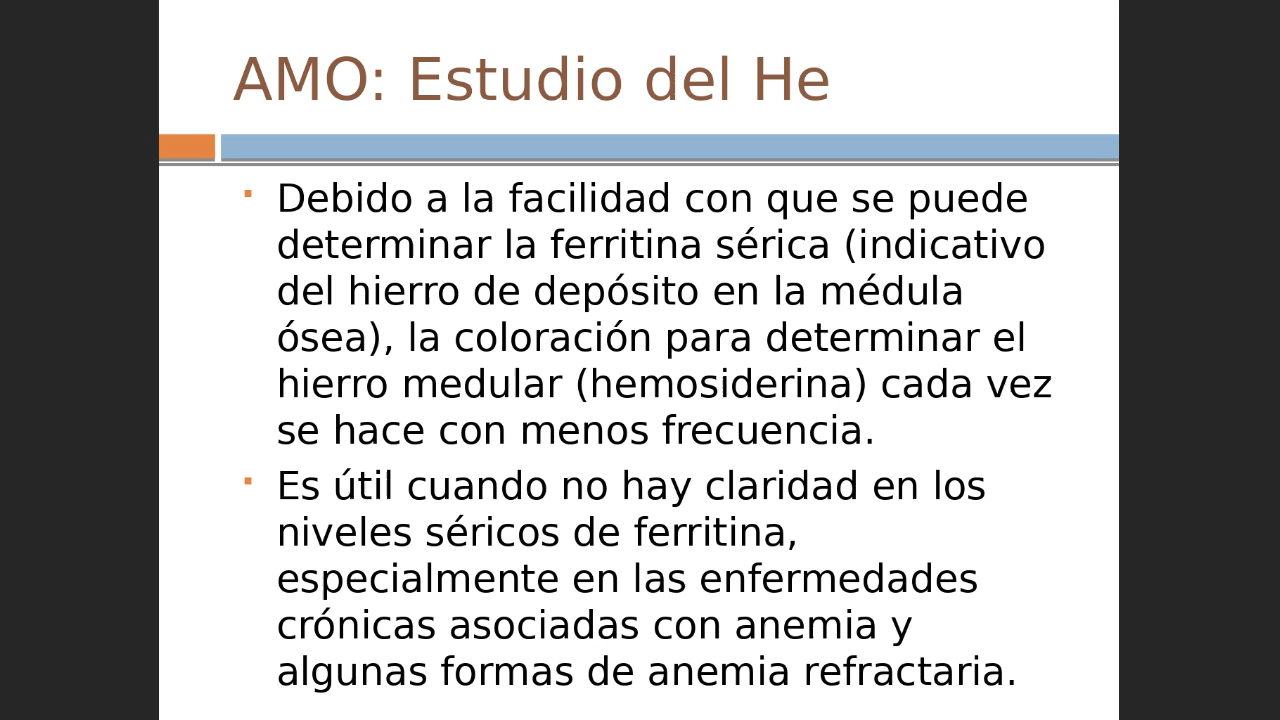 AMO: Estudio del He
Debido a la facilidad con que se puede
determinar la ferritina sérica (indicativo
del hierro de depósito en la médula
ósea), la coloración para determinar el
hierro medular (hemosiderina) cada vez
se hace con menos frecuencia.
Es útil cuando no hay claridad en los
niveles séricos de ferritina,
especialmente en las enfermedades
crónicas asociadas con anemia y
algunas formas de anemia refractaria.